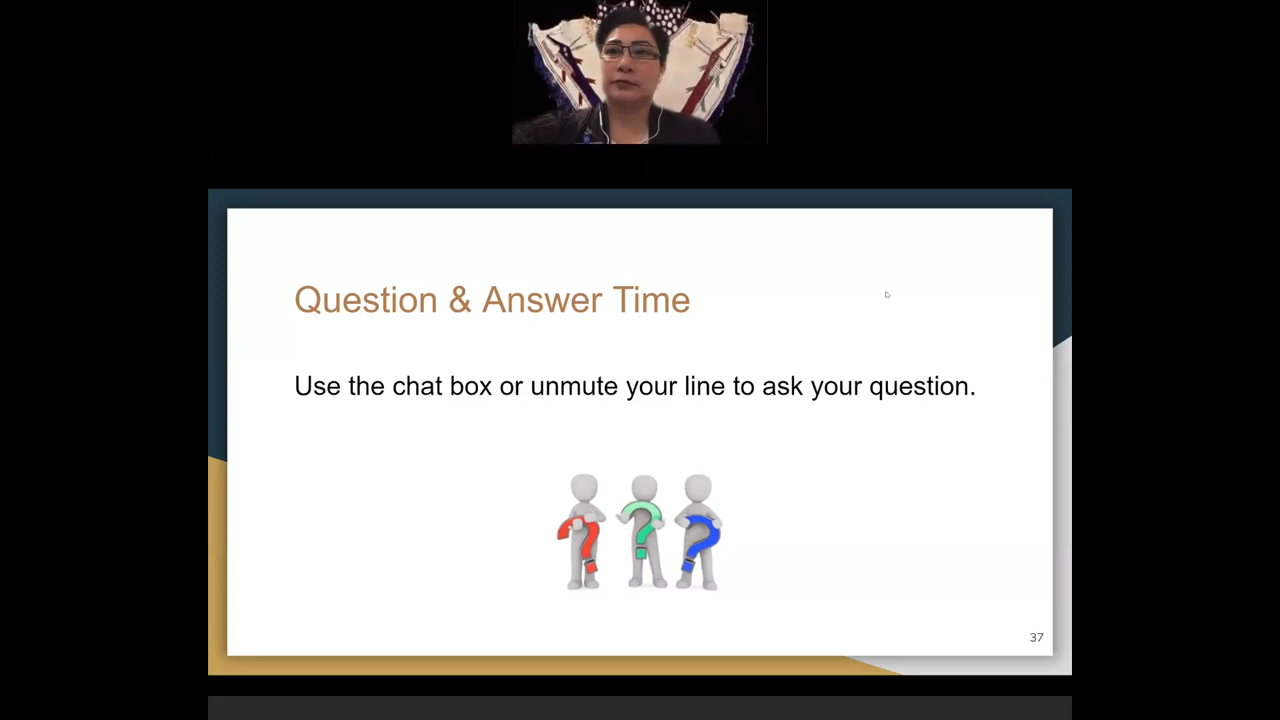 Question & Answer Time
Use the chat box or unmute your line to ask your question.
37